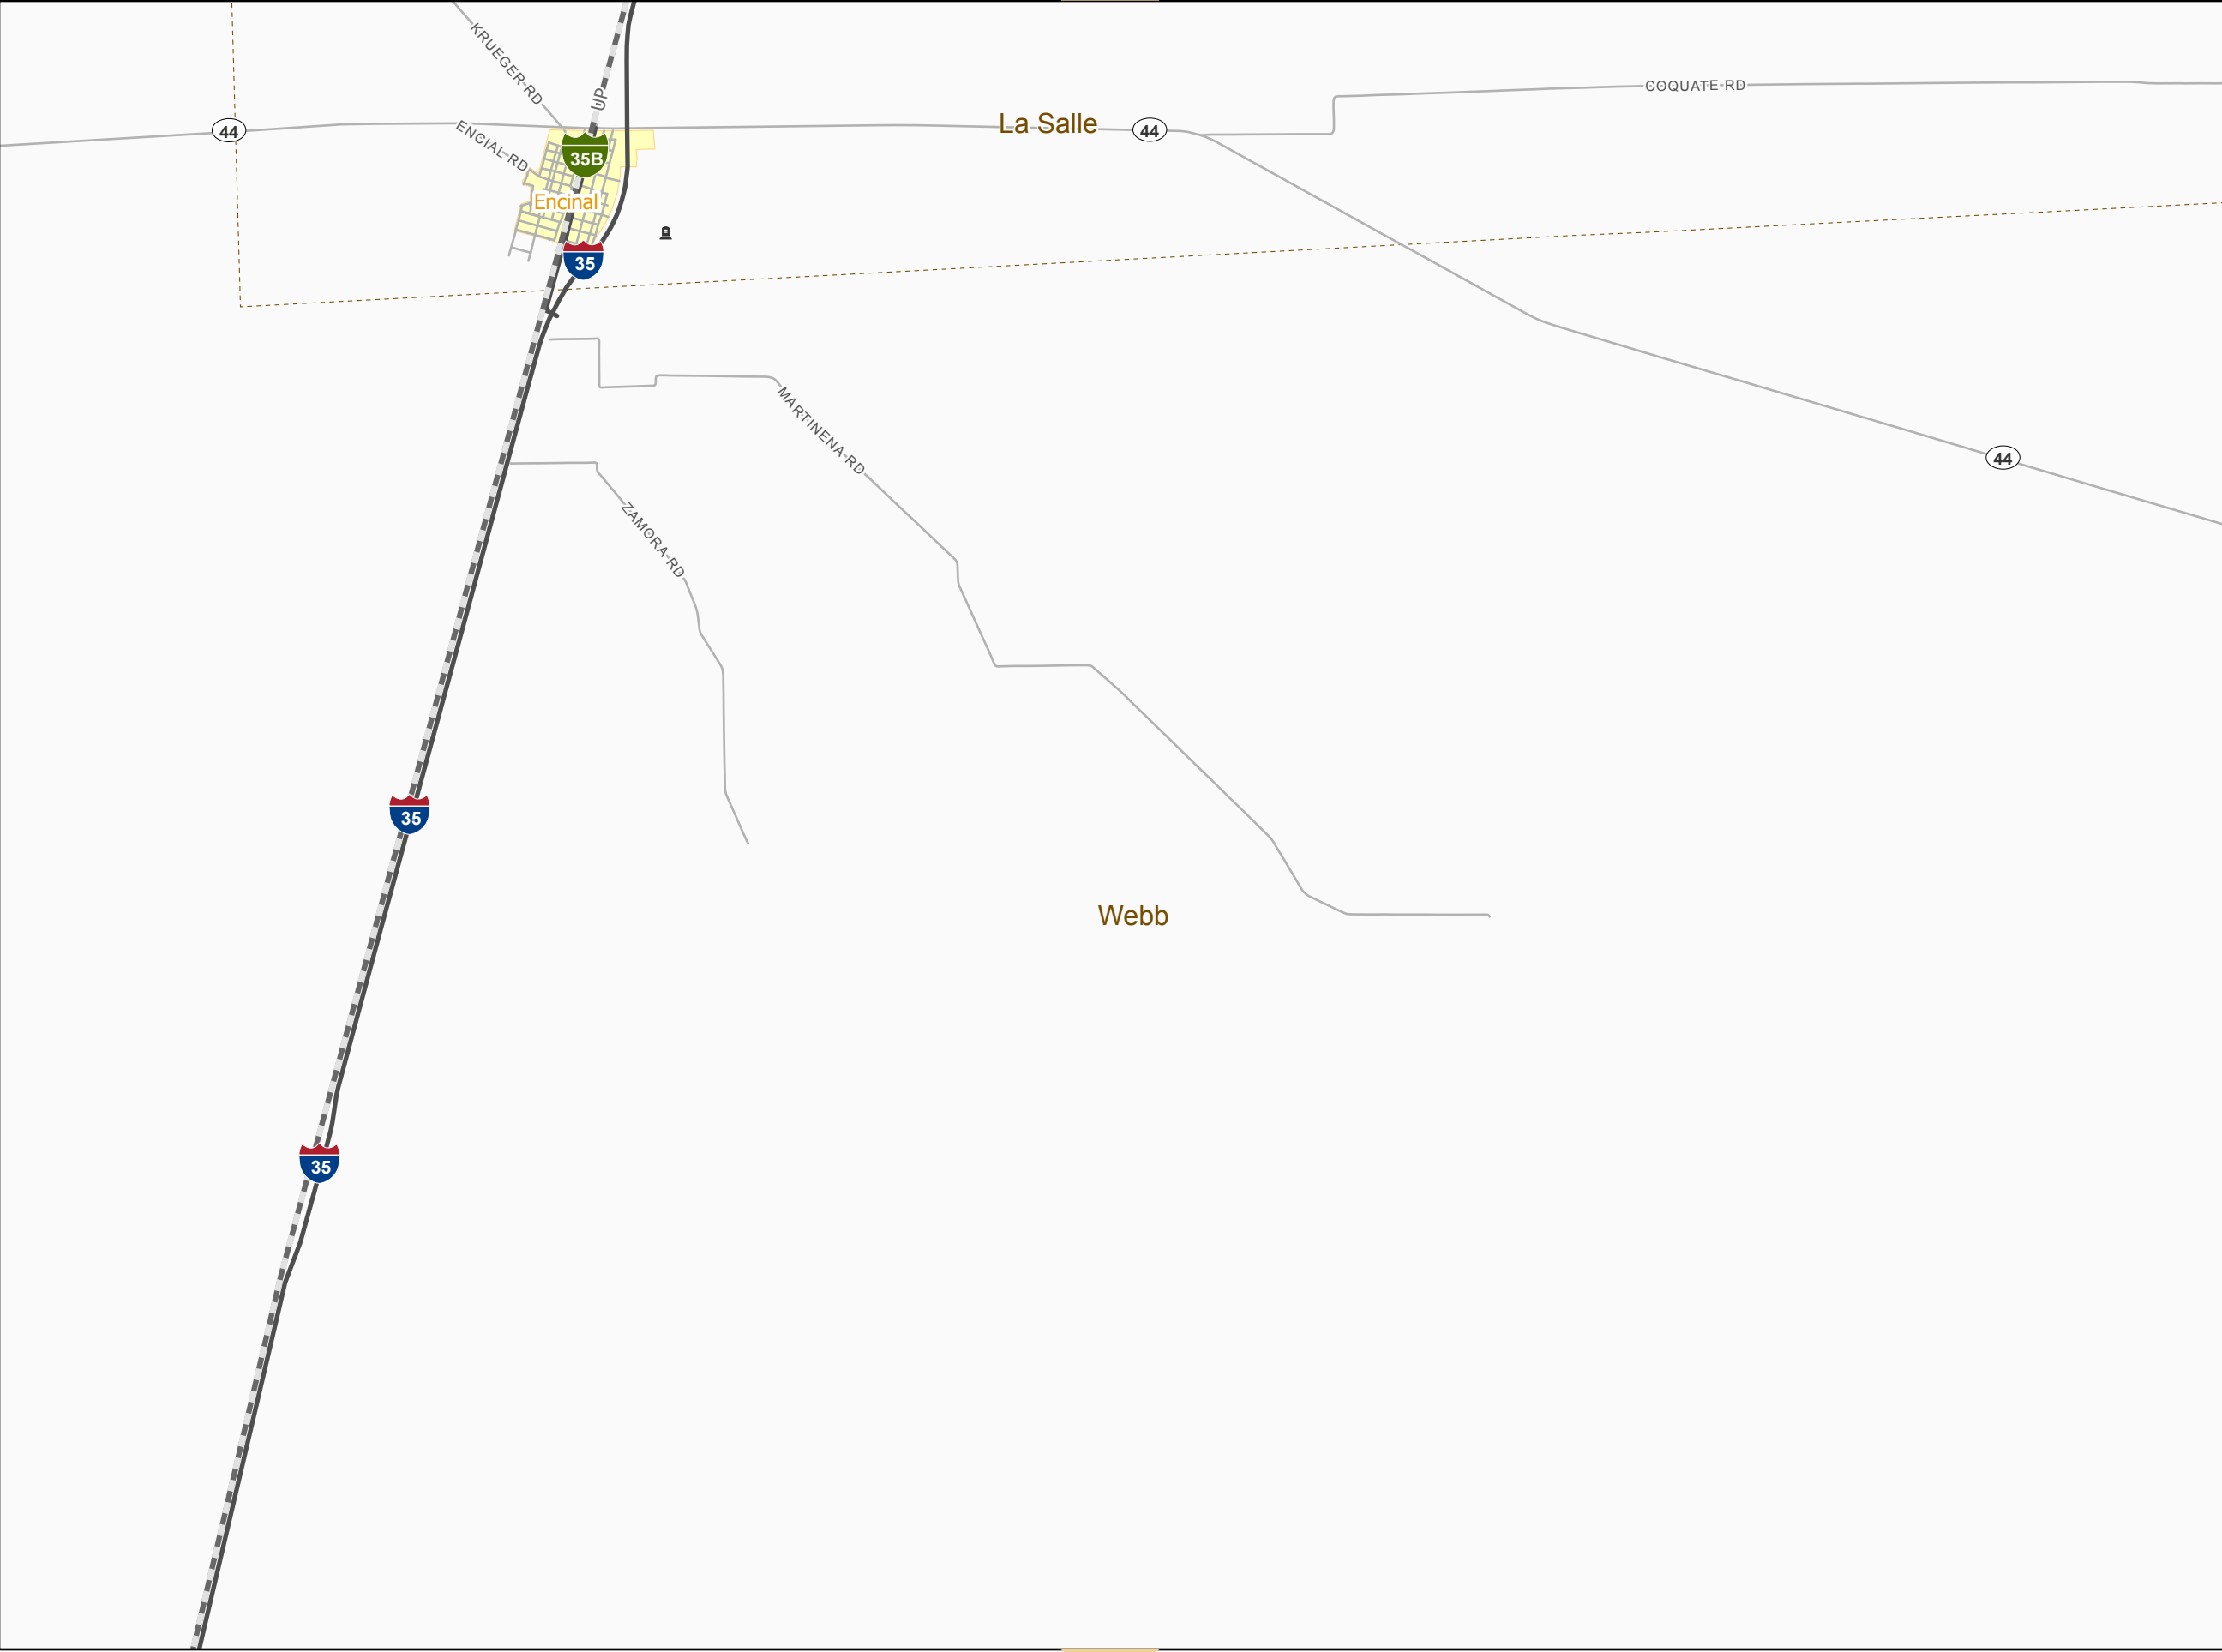 KRUEGER-RD
UP
COQUATE-RD
44
La Salle
44
ENCIAL-RD
35B
Encinal
35
MARTINENA-RD
44
ZAMORA-RD
35
Webb
35